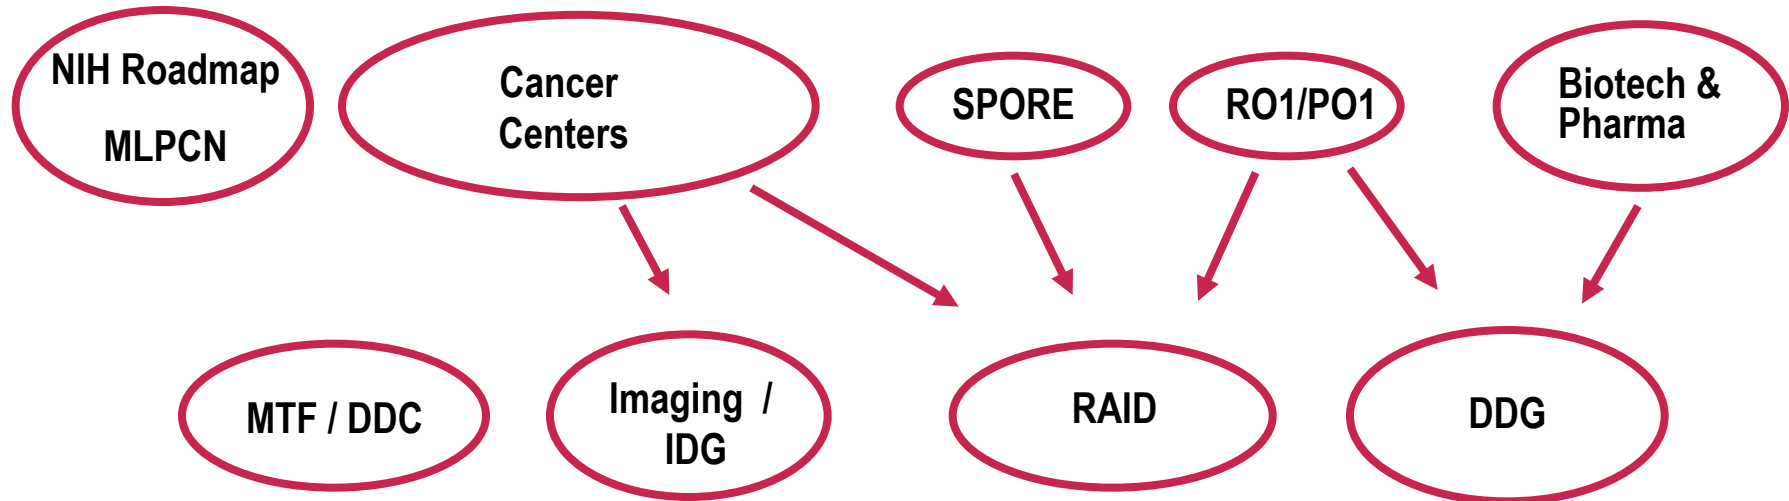 NIH Roadmap
MLPCN
Cancer
Centers
SPORE
RO1/PO1
Biotech &
Pharma
MTF / DDC
Imaging /
IDG
RAID
DDG